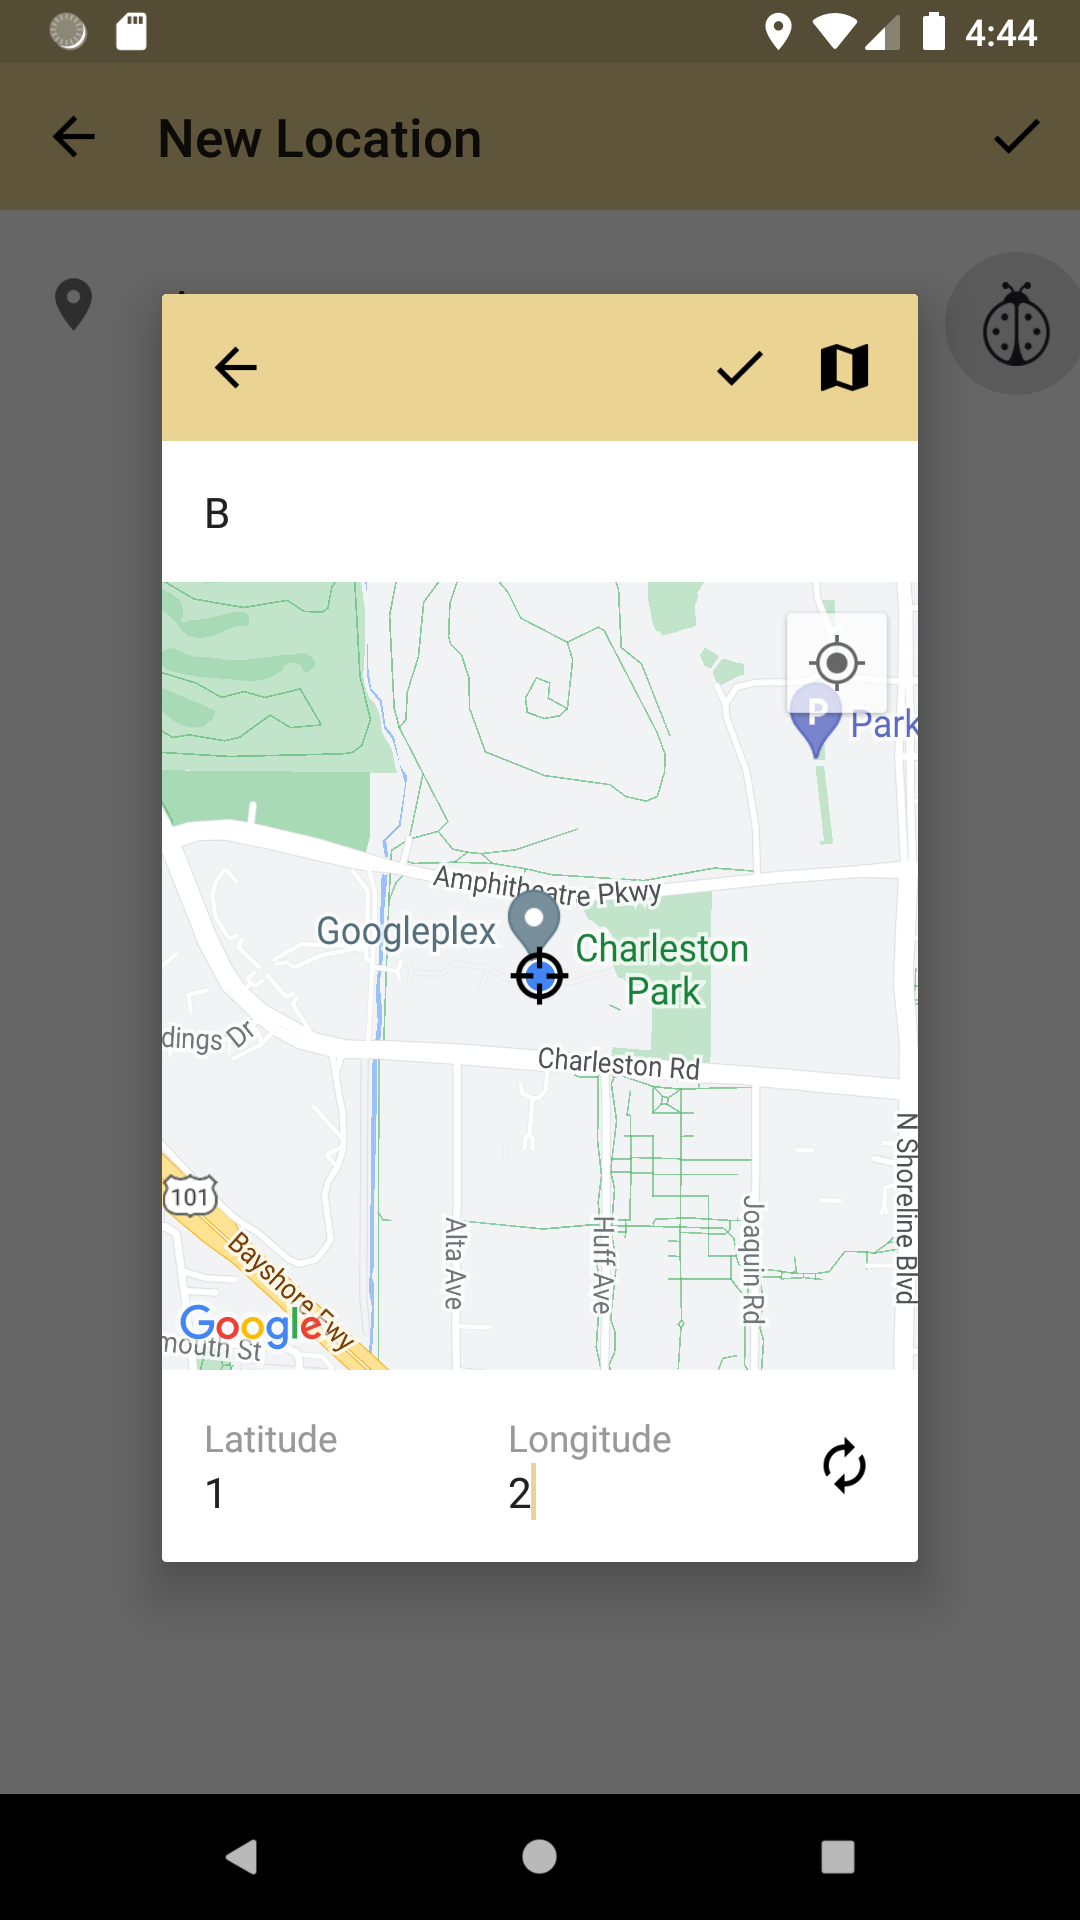 4:44
New Location
B
P Park
Amphitheatre Pkwy
Googleplex
Charleston
Park
dings Dr
Charleston Rd
N Shoreline Blvd
101
Bayshore Fwy
Alta Ave
Huff Ave
Joaquin Rd
Google
mouth St
Latitude
Longitude
1
2